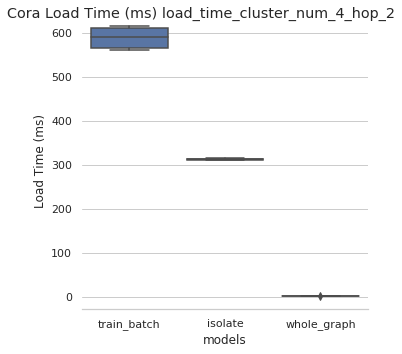 Cora Load Time (ms) load_time_cluster_num_4_hop_2
600
500
400
300
200
100
0
Load Time (ms)
train_batch isolate whole_graph
models